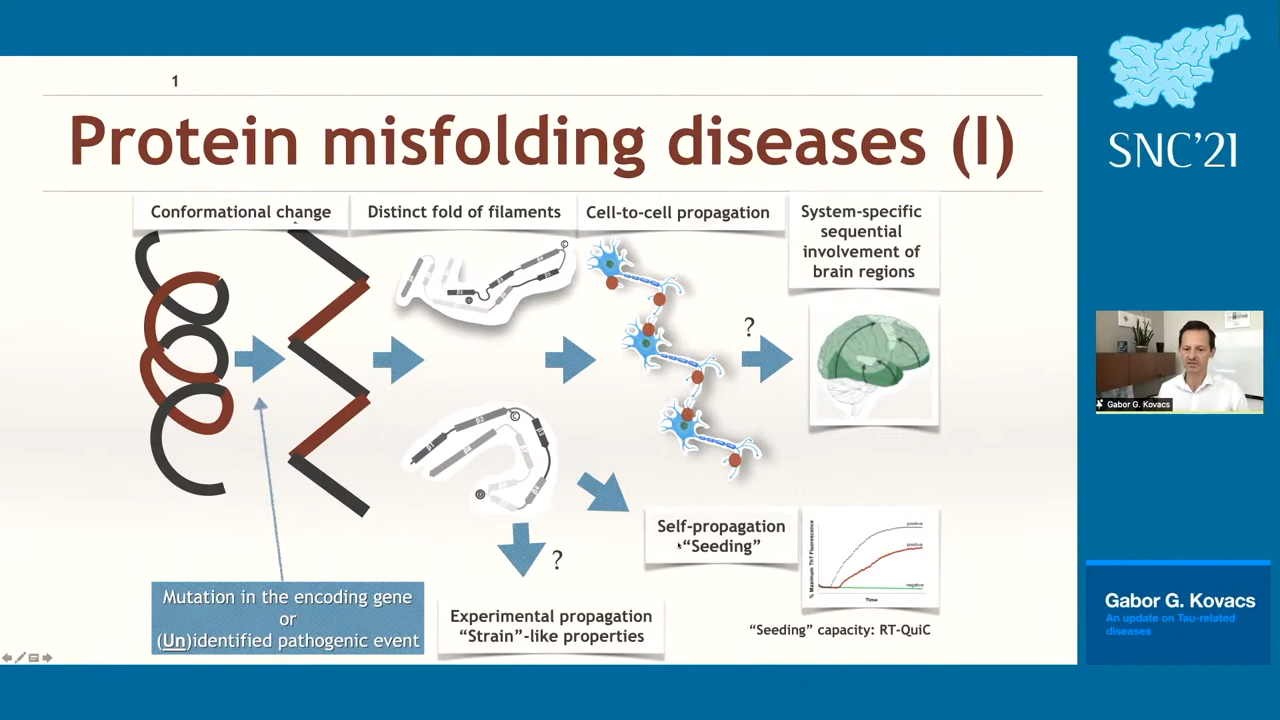 1
Protein misfolding diseases (I)
Conformational change
Distinct fold of filaments
Cell-to-cell propagation
System-specific
sequential
involvement of
brain regions
?
Self-propagation
“Seeding”
% Maximum ThT Fluorescence
positive
positive
negative
Time
“Seeding” capacity: RT-QuiC
?
Experimental propagation
“Strain”-like properties
Mutation in the encoding gene
or
(Un)identified pathogenic event
SNC’21
Gabor G. Kovacs
Gabor G. Kovacs
An update on Tau-related
diseases